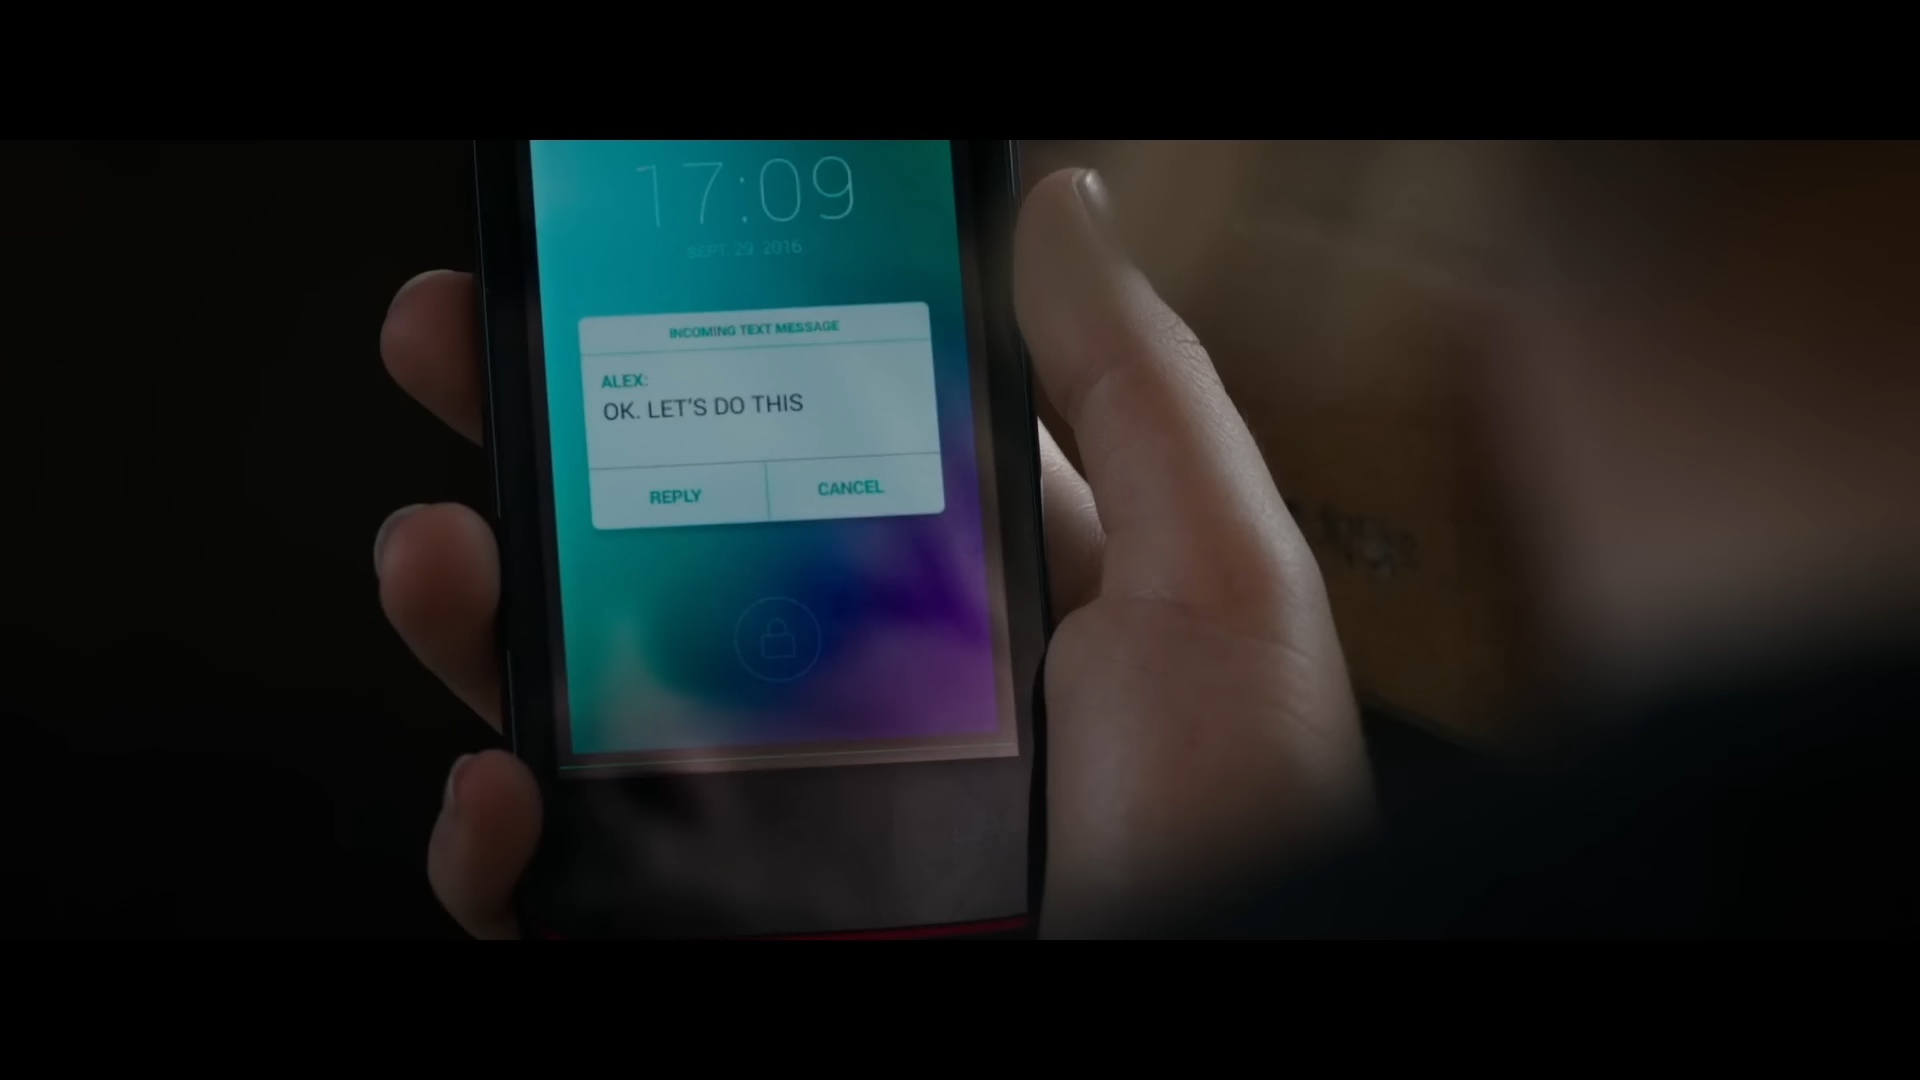 17:09
SEPT. 29. 2016
INCOMING TEXT MESSAGE
ALEX:
OK. LET'S DO THIS
REPLY
CANCEL